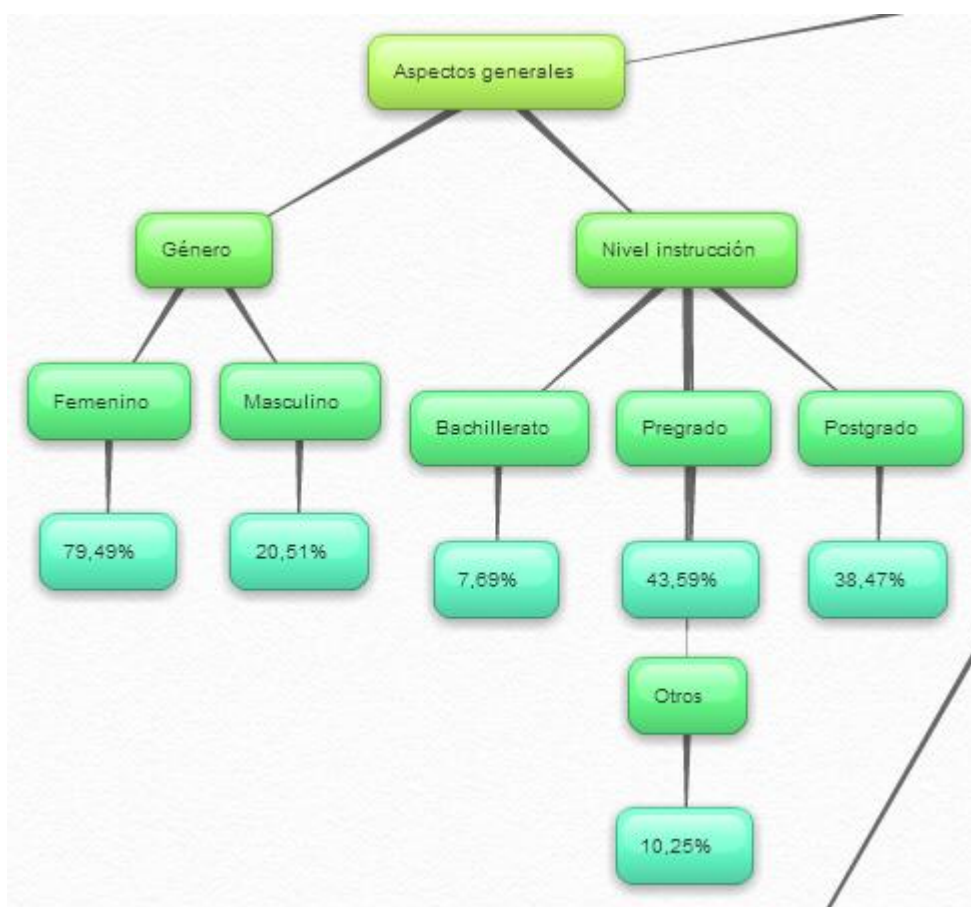 Aspectos generales
Género
Nivel instrucción
Femenino
Masculino
Bachillerato
Pregrado
Postgrado
79,49%
20,51%
7,69%
43,59%
38,47%
Otros
10,25%